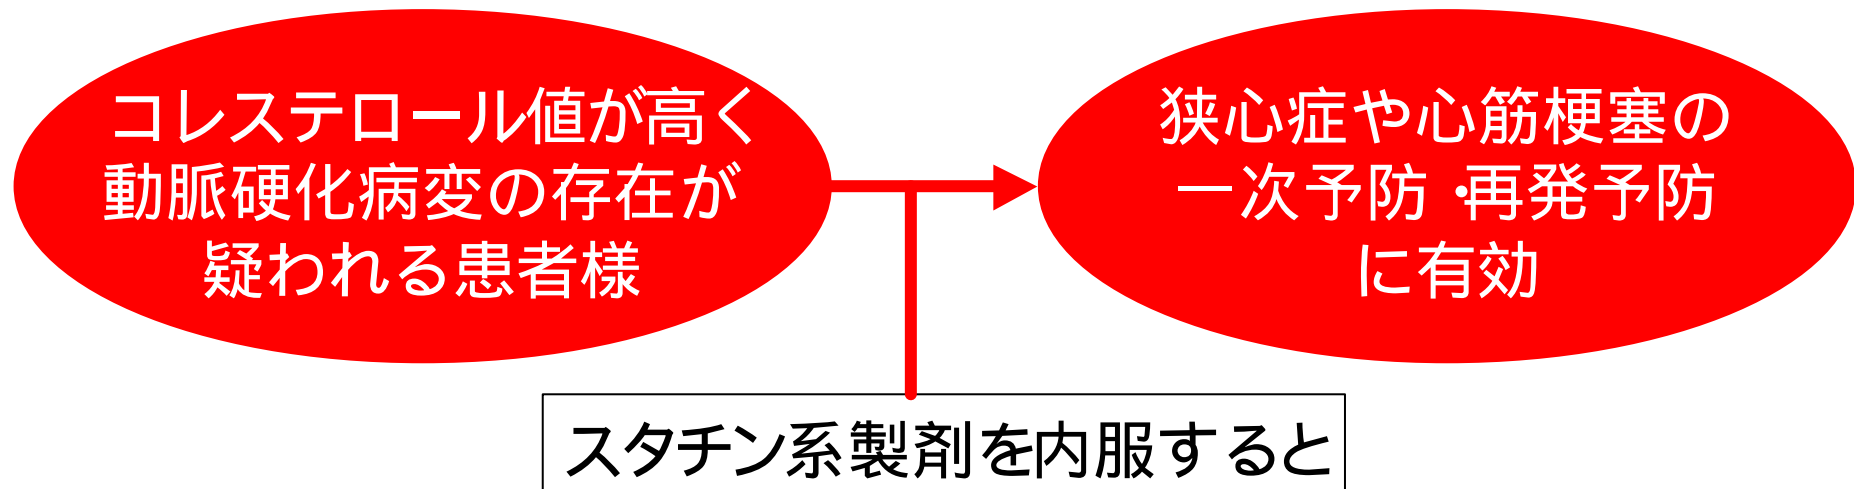 コレステロール値が高く
動脈硬化病変の存在が
疑われる患者様
狭心症や心筋梗塞の
一次予防・再発予防
に有効
スタチン系製剤を内服すると